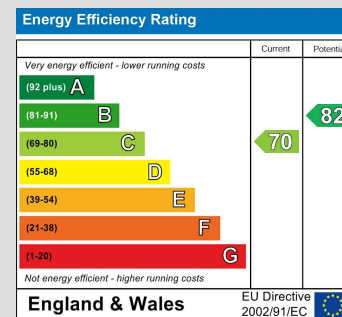 Energy Efficiency Rating
Current
Very energy efficient - lower running costs
(92 plus) A
(81-91) B
82
(69-80) C
70
(55-68) D
(39-54) E
(21-38) F
(1-20) G
Not energy efficient - higher running costs
England & Wales
EU Directive
2002/91/EC